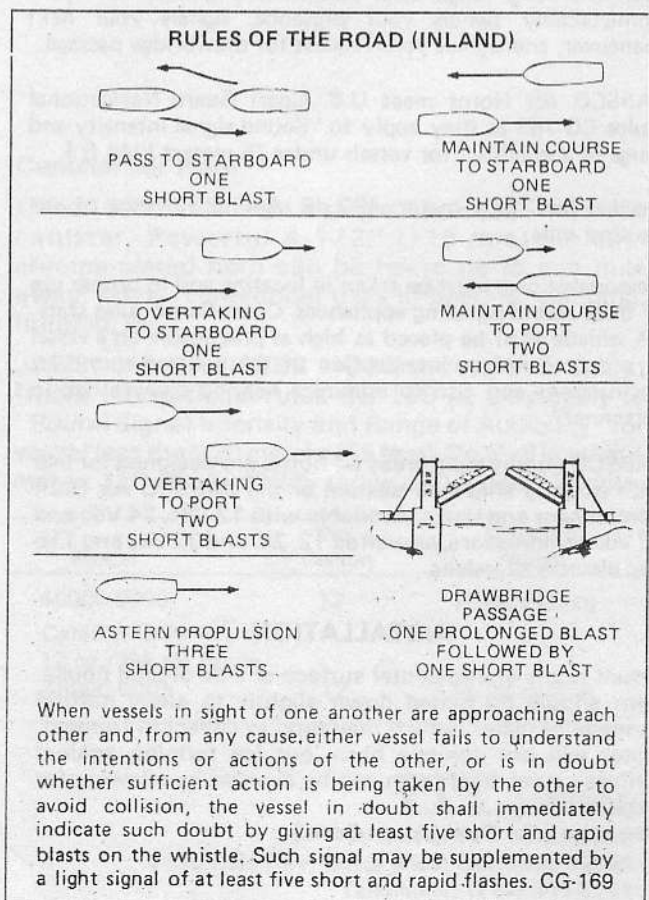 RULES OF THE ROAD (INLAND)
PASS TO STARBOARD
ONE
SHORT BLAST
MAINTAIN COURSE
TO STARBOARD
ONE
SHORT BLAST
OVERTAKING
TO STARBOARD
ONE
SHORT BLAST
MAINTAIN COURSE
TO PORT
TWO
SHORT BLASTS
OVERTAKING
TO PORT
TWO
SHORT BLASTS
ASTERN PROPULSION
THREE
SHORT BLASTS
DRAWBRIDGE
PASSAGE
ONE PROLONGED BLAST
FOLLOWED BY
ONE SHORT BLAST
When vessels in sight of one another are approaching each
other and, from any cause, either vessel fails to understand
the intentions or actions of the other, or is in doubt
whether sufficient action is being taken by the other to
avoid collision, the vessel in doubt shall immediately
indicate such doubt by giving at least five short and rapid
blasts on the whistle. Such signal may be supplemented by
a light signal of at least five short and rapid flashes. CG-169